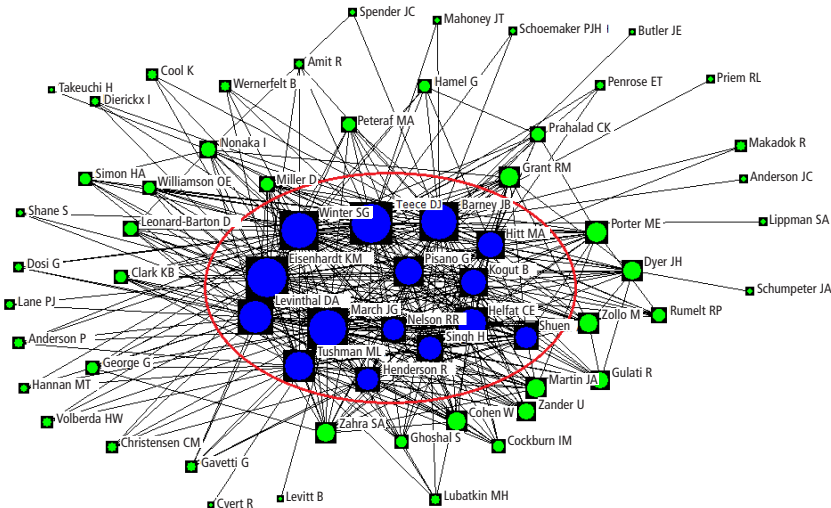 Spender JC
Mahoney JT
Schoemaker PJH
Butler JE
Amit R
Cool K
Wernerfelt B
Hamel G
Penrose ET
Priem RL
Takeuchi H
Dierickx I
Peteraf MA
Prahalad CK
Nonaka I
Makadok R
Grant RM
Simon HA
Williamson OE
Miller D
Anderson JC
Shane S
Winter SG
Teece DJ
Barney JB
Leonard-Barton D
Hitt MA
Porter ME
Lippman SA
Eisenhardt KM
Pisano G
Kogut B
Dosi G
Clark KB
Dyer JH
Schumpeter JA
Lane PJ
Levinthal DA
March JG
Nelson RR
Helfat CE
Zollo M
Rumelt RP
Shuen
Singh H
Anderson P
Tushman ML
George G
Henderson R
Martin JA
Gulati R
Hannan MT
Zander U
Volberda HW
Zahra SA
Cohen W
Christensen CM
Ghoshal S
Cockburn IM
Gavetti G
Levitt B
Lubatkin MH
Cyert R